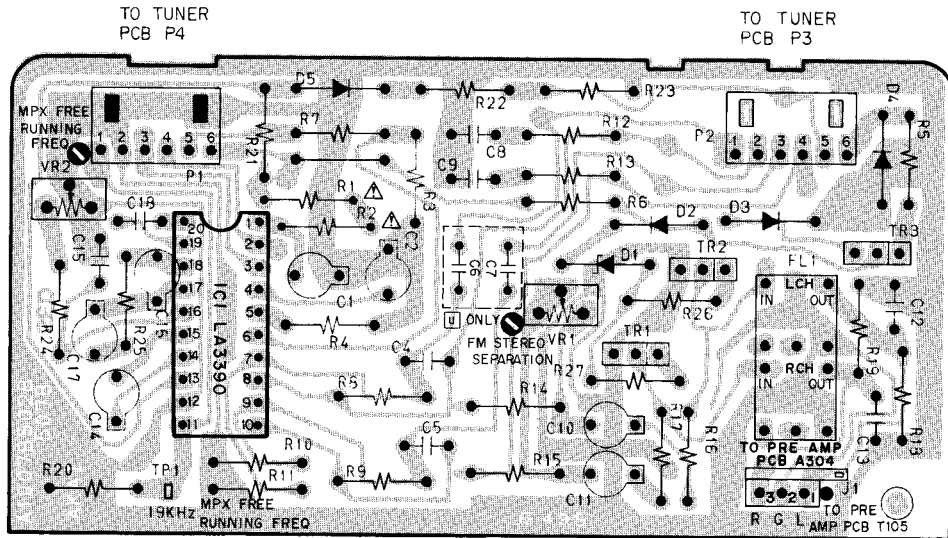 TO TUNER
PCB P4
TO TUNER
PCB P3
D5
R22
R23
MPX FREE
RUNNING
FREQ
1 2 3 4 5 6
P1
R21
R7
C9
C8
R12
R13
R6
P2
1 2 3 4 5 6
D4
R5
VR2
C18
R1
R2
R3
C2
D2
D3
TR3
20 1
19 2
18 3
17 4
16 5
15 6
14 7
13 8
12 9
11 10
IC1 LA3390
C15
C1
C6
C7
D1
TR2
FL1
LCH
IN OUT
RCH
IN OUT
C12
U ONLY
FM STEREO
SEPARATION
VR1
R26
R24
R25
C17
R4
TR1
R19
C4
R27
R8
R14
C14
C5
C10
R17
R16
C13
R18
R10
R11
R9
R15
C11
TO PRE AMP
PCB A304
R20
TP1
19KHz
MPX FREE
RUNNING FREQ
3 2 1
J1
R G L
TO PRE
AMP PCB T105